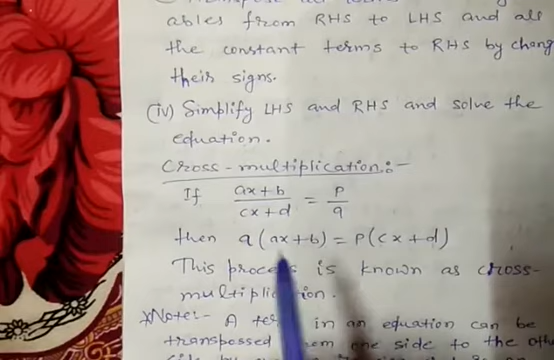 ables from RHS to LHS and all
the constant terms to RHS by chang
their signs.
(iv) Simplify LHS and RHS and solve the
equation.
Cross-multiplication:-
If (ax+b)/(cx+d) = p/q
then q(ax+b) = p(cx+d)
This process is known as cross-
multiplication.
*Note:- A term in an equation can be
transpossed from one side to the oth